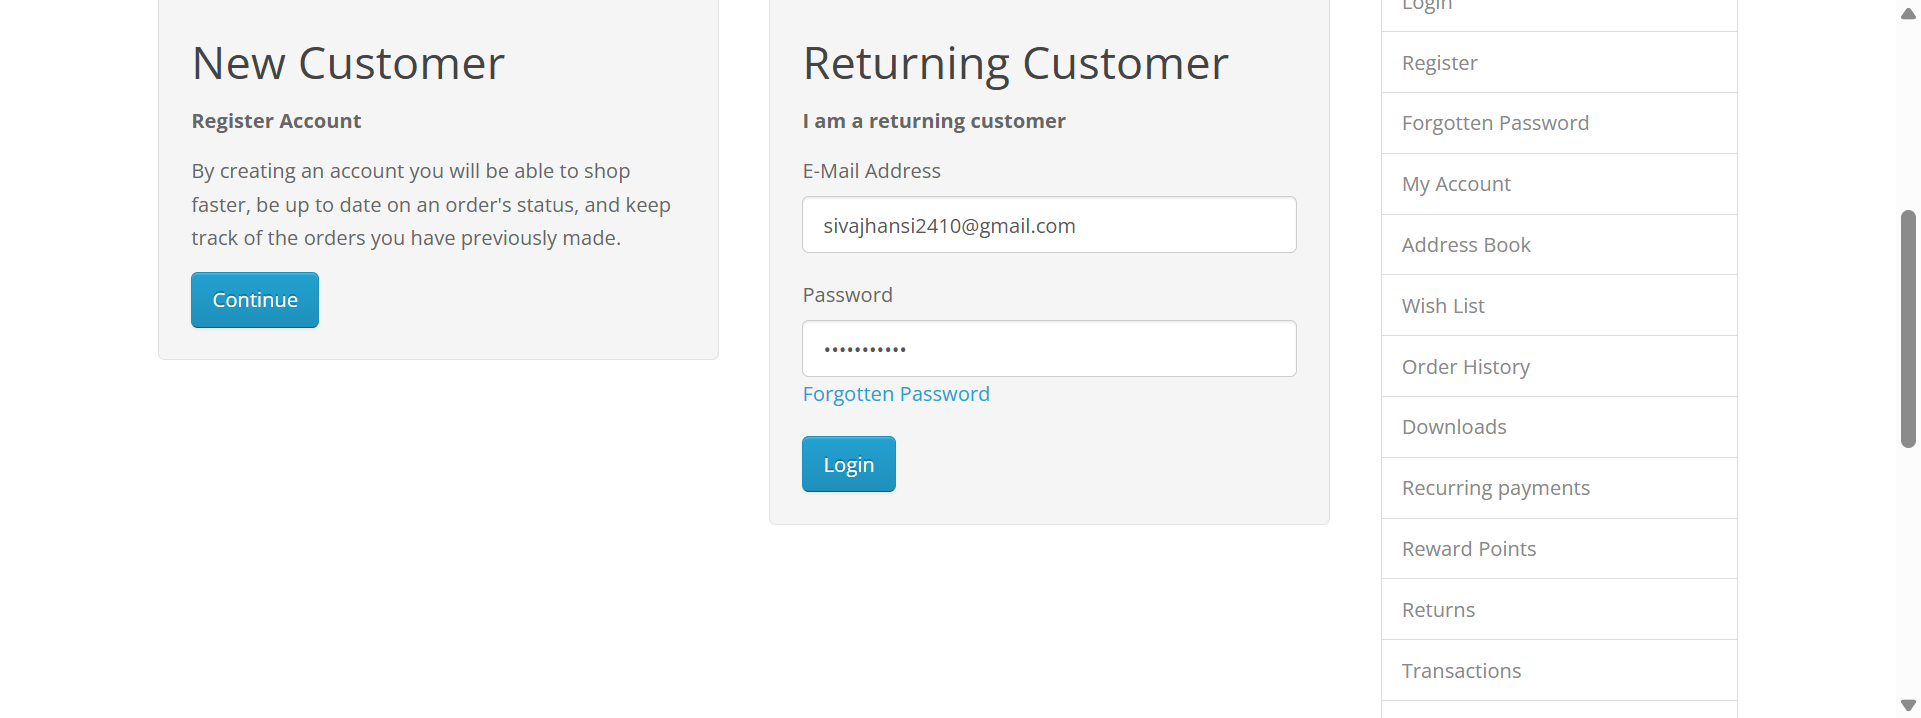 New Customer
Register Account
By creating an account you will be able to shop
faster, be up to date on an order's status, and keep
track of the orders you have previously made.
Continue
Returning Customer
I am a returning customer
E-Mail Address
sivajhansi2410@gmail.com
Password
•••••••••••
Forgotten Password
Login
Login
Register
Forgotten Password
My Account
Address Book
Wish List
Order History
Downloads
Recurring payments
Reward Points
Returns
Transactions